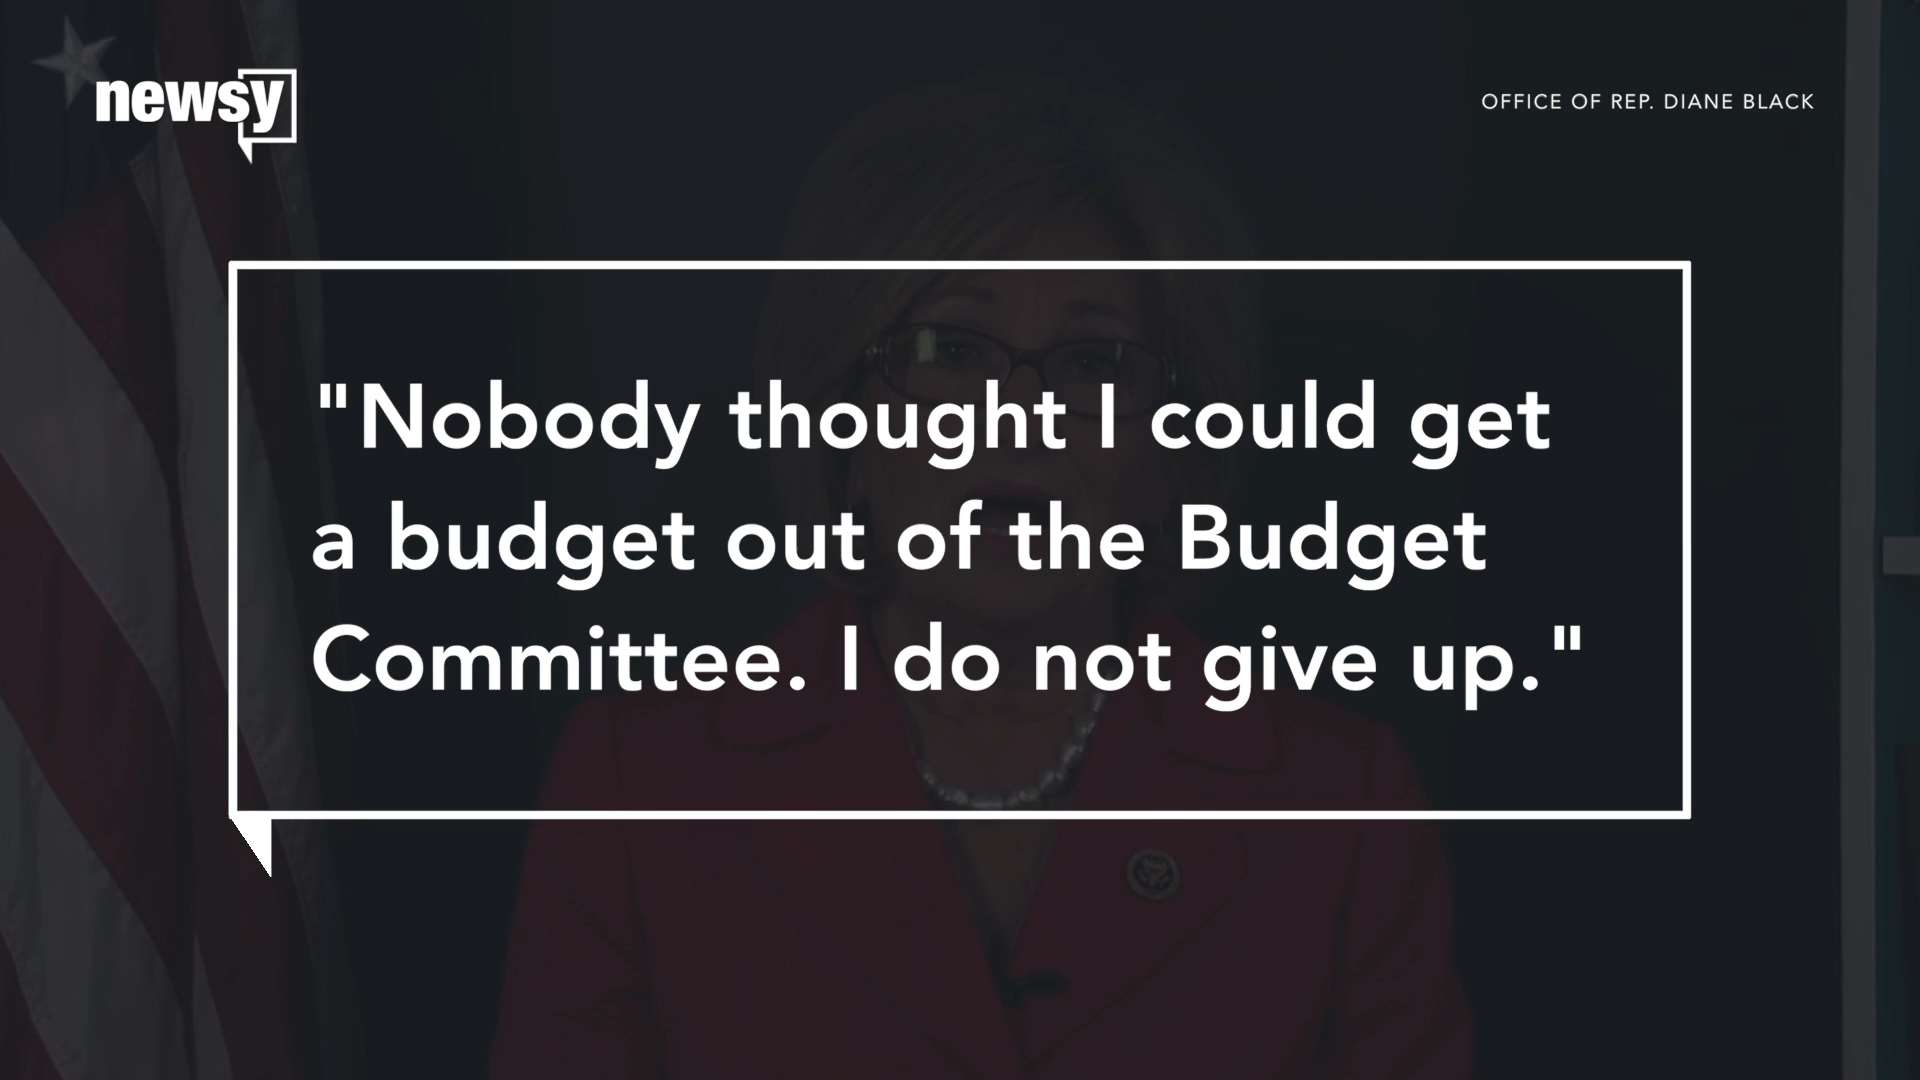 newsy
OFFICE OF REP. DIANE BLACK
"Nobody thought I could get
a budget out of the Budget
Committee. I do not give up."